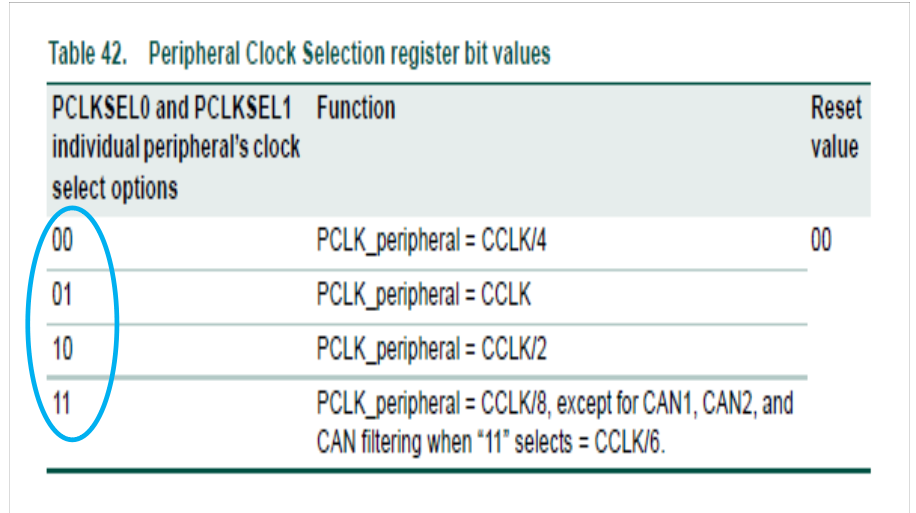 Table 42. Peripheral Clock Selection register bit values
PCLKSEL0 and PCLKSEL1 Function Reset
individual peripheral's clock value
select options
00 PCLK_peripheral = CCLK/4 00
01 PCLK_peripheral = CCLK
10 PCLK_peripheral = CCLK/2
11 PCLK_peripheral = CCLK/8, except for CAN1, CAN2, and
CAN filtering when "11" selects = CCLK/6.